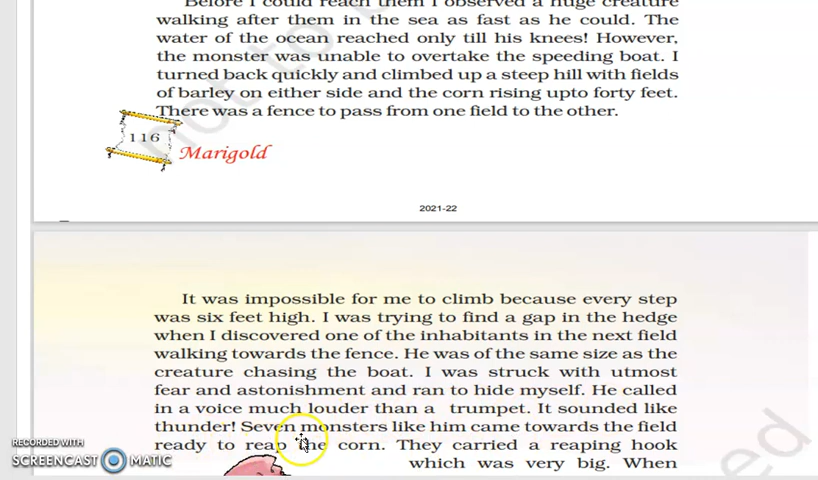 Before I could reach them I observed a huge creature
walking after them in the sea as fast as he could. The
water of the ocean reached only till his knees! However,
the monster was unable to overtake the speeding boat. I
turned back quickly and climbed up a steep hill with fields
of barley on either side and the corn rising upto forty feet.
There was a fence to pass from one field to the other.
116
Marigold
2021-22
It was impossible for me to climb because every step
was six feet high. I was trying to find a gap in the hedge
when I discovered one of the inhabitants in the next field
walking towards the fence. He was of the same size as the
creature chasing the boat. I was struck with utmost
fear and astonishment and ran to hide myself. He called
in a voice much louder than a trumpet. It sounded like
thunder! Seven monsters like him came towards the field
ready to reap the corn. They carried a reaping hook
which was very big. When
RECORDED WITH
SCREENCAST MATIC
not to b
ed